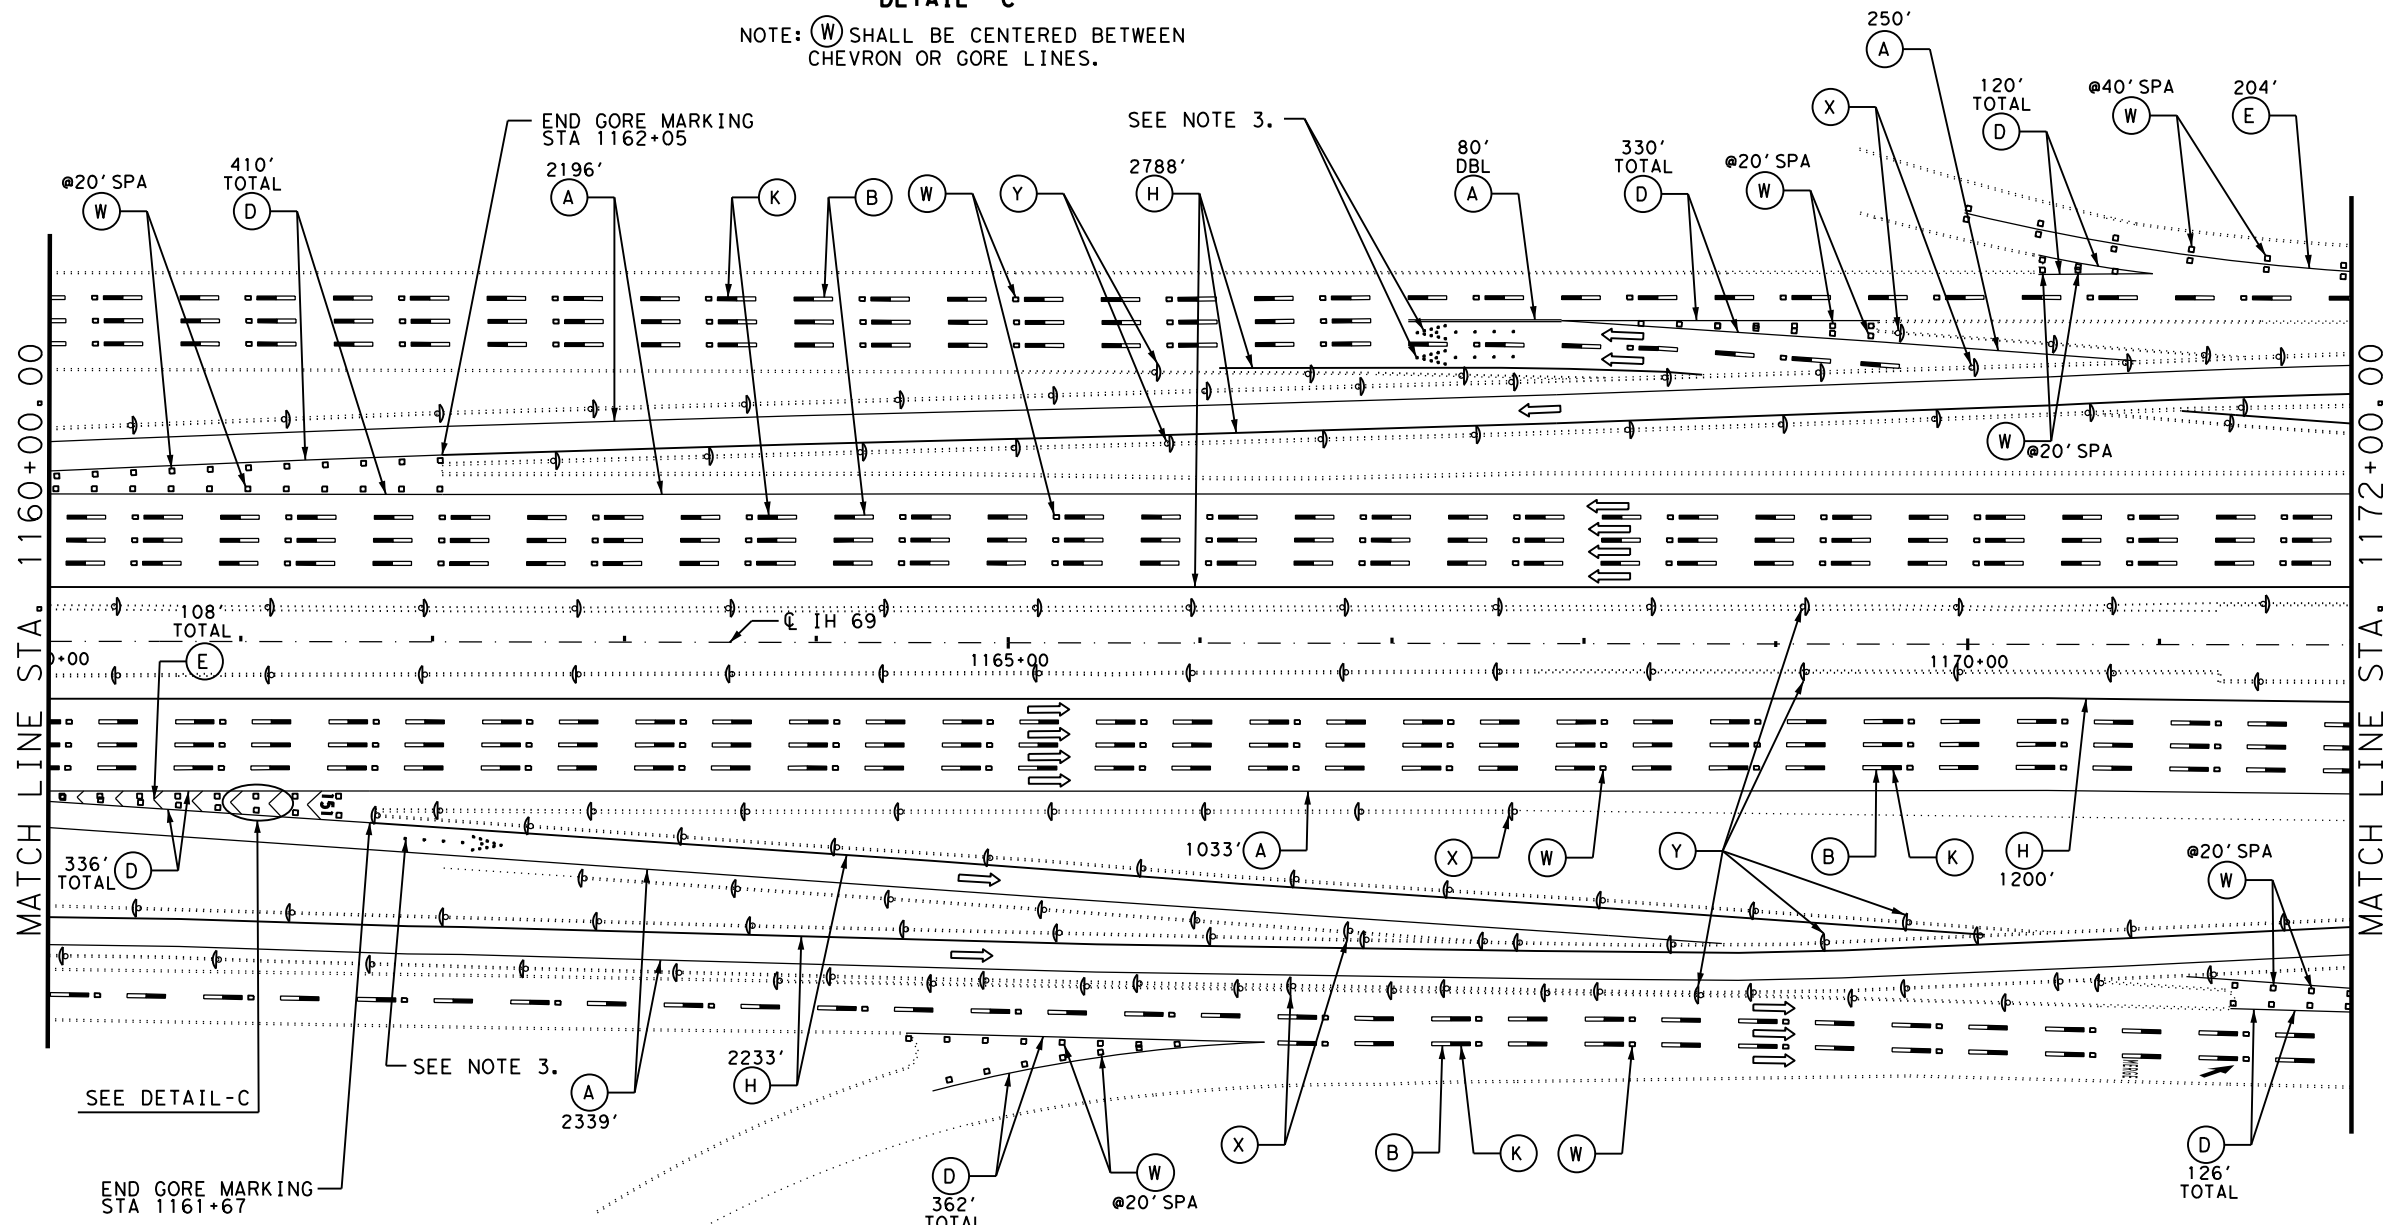 DETAIL C
NOTE: W SHALL BE CENTERED BETWEEN
CHEVRON OR GORE LINES.
250'
A
X
120'
TOTAL
D
@40'SPA
W
204'
E
END GORE MARKING
STA 1162+05
SEE NOTE 3.
@20'SPA
W
410'
TOTAL
D
2196'
A
K
B
W
Y
2788'
H
80'
DBL
A
330'
TOTAL
D
@20'SPA
W
W
@20'SPA
MATCH LINE STA. 1160+00.00
MATCH LINE STA. 1172+00.00
108'
TOTAL
E
℄ IH 69
0+00
1165+00
1170+00
151
336'
TOTAL
D
1033'
A
X
W
Y
B
K
H
1200'
@20'SPA
W
SEE NOTE 3.
SEE DETAIL-C
A
2339'
2233'
H
MERGE
END GORE MARKING
STA 1161+67
D
362'
TOTAL
W
@20'SPA
X
B
K
W
D
126'
TOTAL